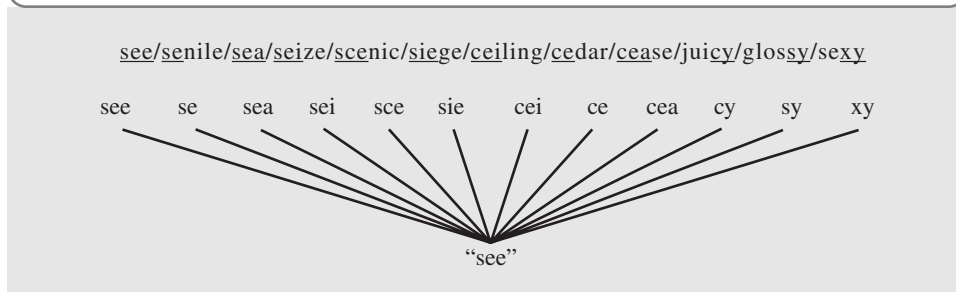 see/senile/sea/seize/scenic/siege/ceiling/cedar/cease/juicy/glossy/sexy
see se sea sei sce sie cei ce cea cy sy xy
“see”